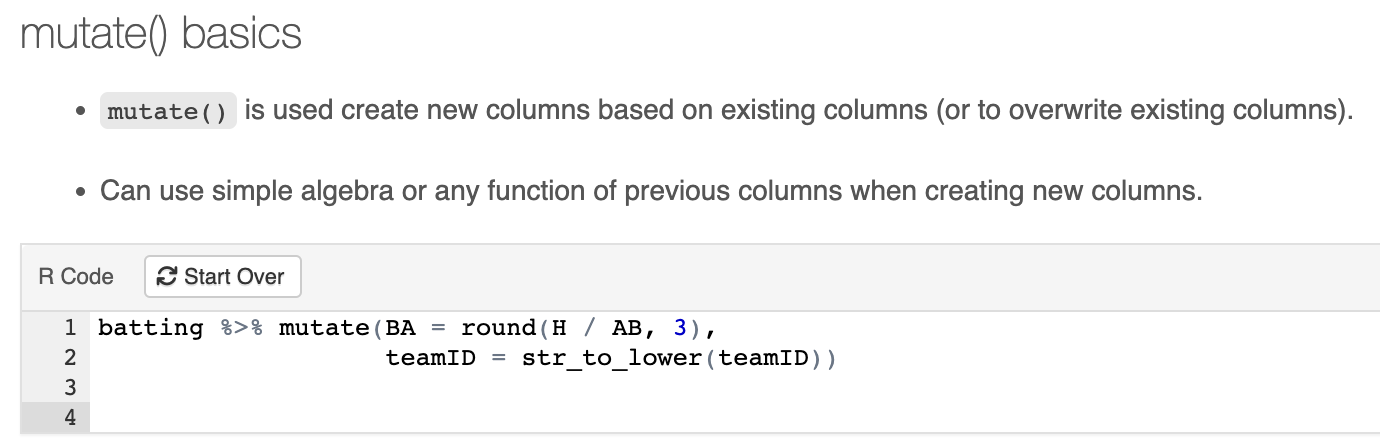 mutate() basics
• mutate() is used create new columns based on existing columns (or to overwrite existing columns).
• Can use simple algebra or any function of previous columns when creating new columns.
R Code Start Over
1 batting %>% mutate(BA = round(H / AB, 3),
2 teamID = str_to_lower(teamID))
3
4